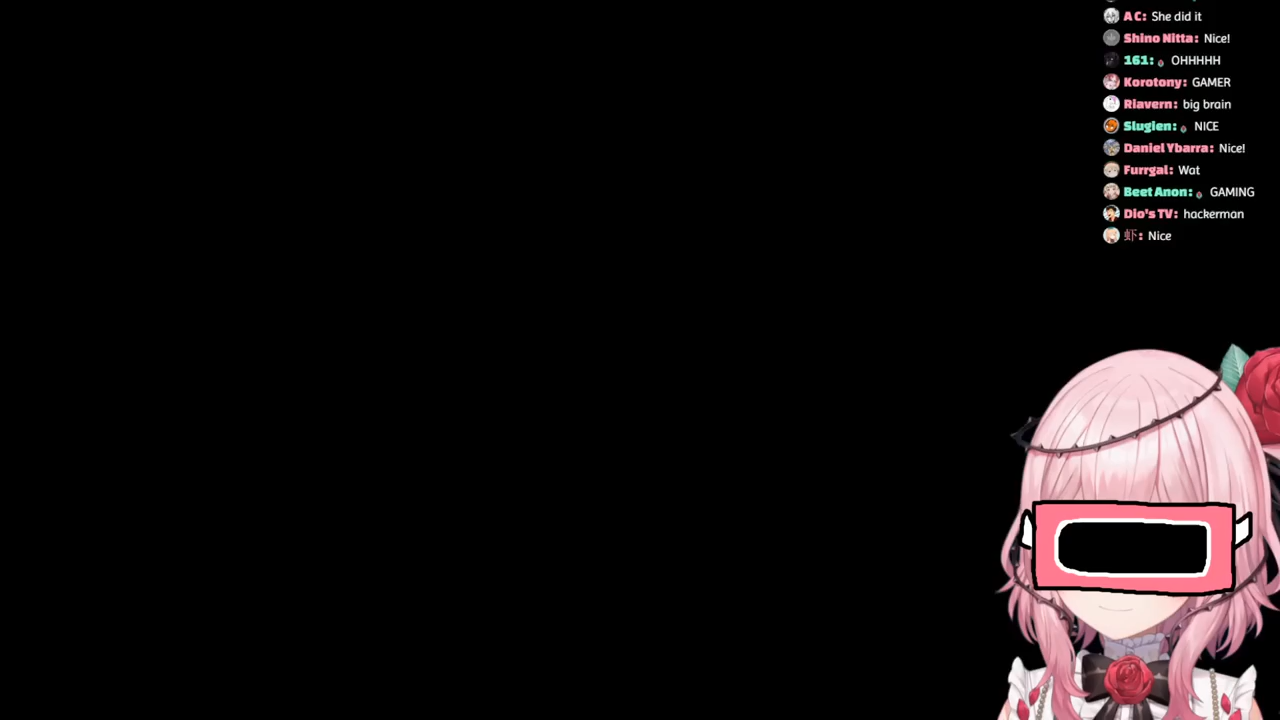 A C: She did it
Shino Nitta: Nice!
161: OHHHHH
Korotony: GAMER
Riavern: big brain
Slugien: NICE
Daniel Ybarra: Nice!
Furrgal: Wat
Beet Anon: GAMING
Dio's TV: hackerman
虾: Nice